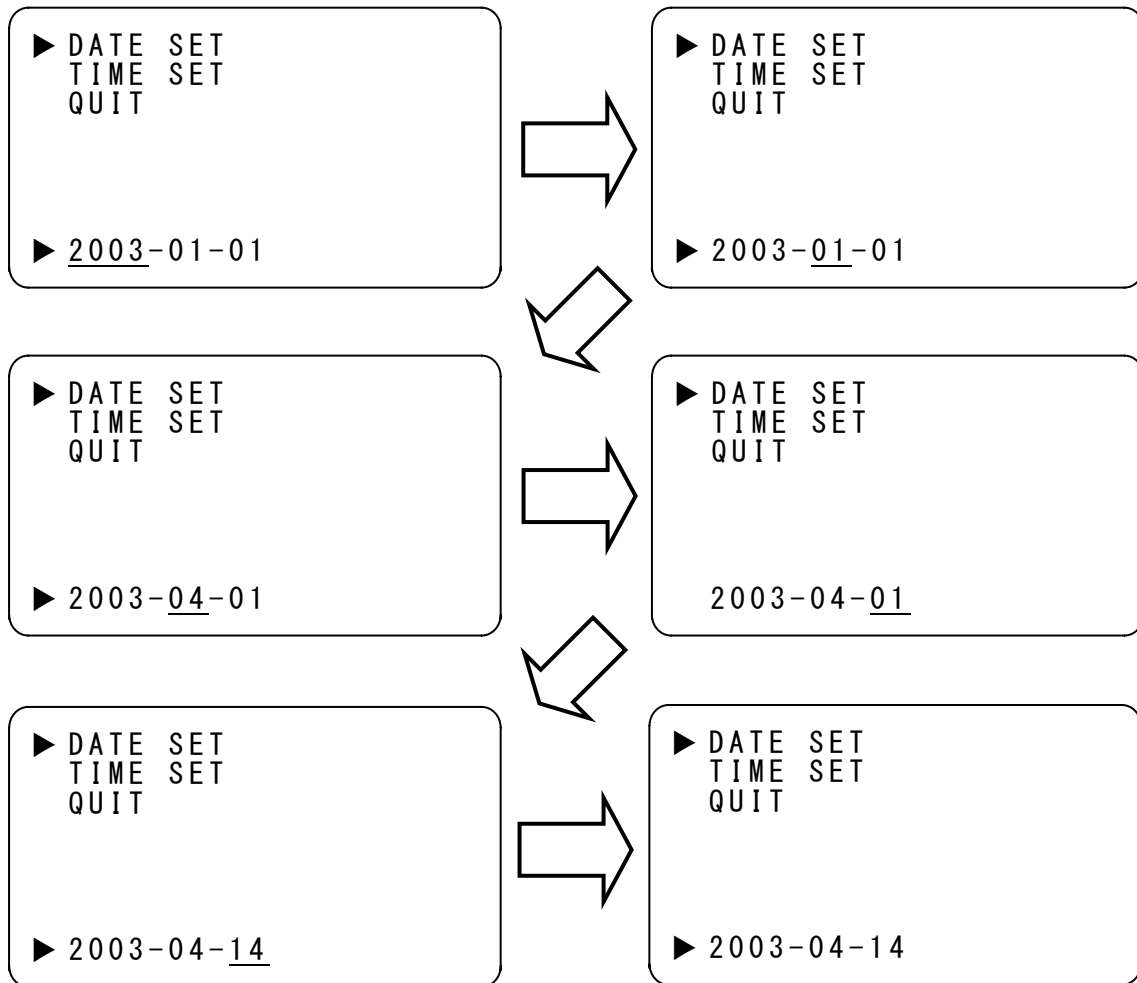 ▶ DATE SET
TIME SET
QUIT
▶ 2003-01-01
▶ DATE SET
TIME SET
QUIT
▶ 2003-01-01
▶ DATE SET
TIME SET
QUIT
▶ 2003-04-01
▶ DATE SET
TIME SET
QUIT
2003-04-01
▶ DATE SET
TIME SET
QUIT
▶ 2003-04-14
▶ DATE SET
TIME SET
QUIT
▶ 2003-04-14